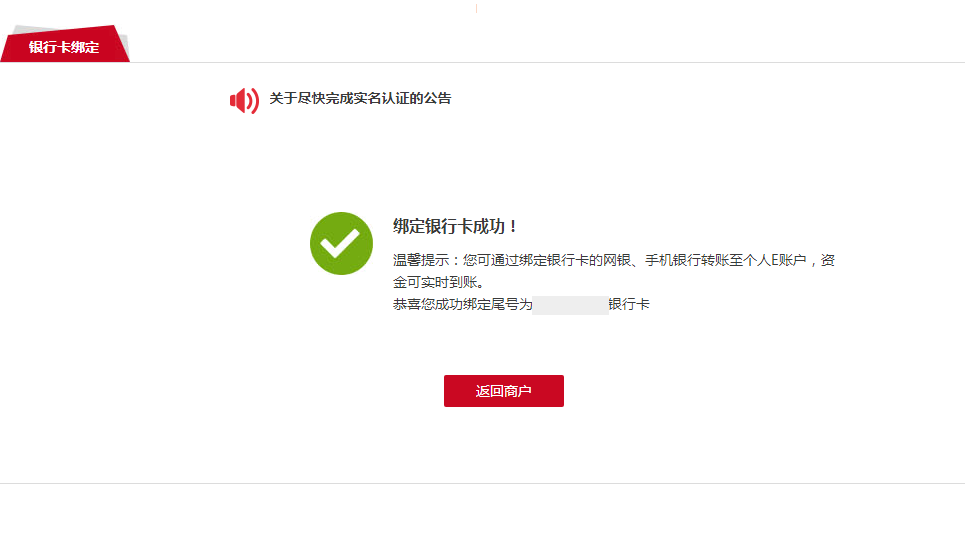 银行卡绑定
关于尽快完成实名认证的公告
绑定银行卡成功！
温馨提示：您可通过绑定银行卡的网银、手机银行转账至个人E账户，资
金可实时到账。
恭喜您成功绑定尾号为银行卡
返回商户